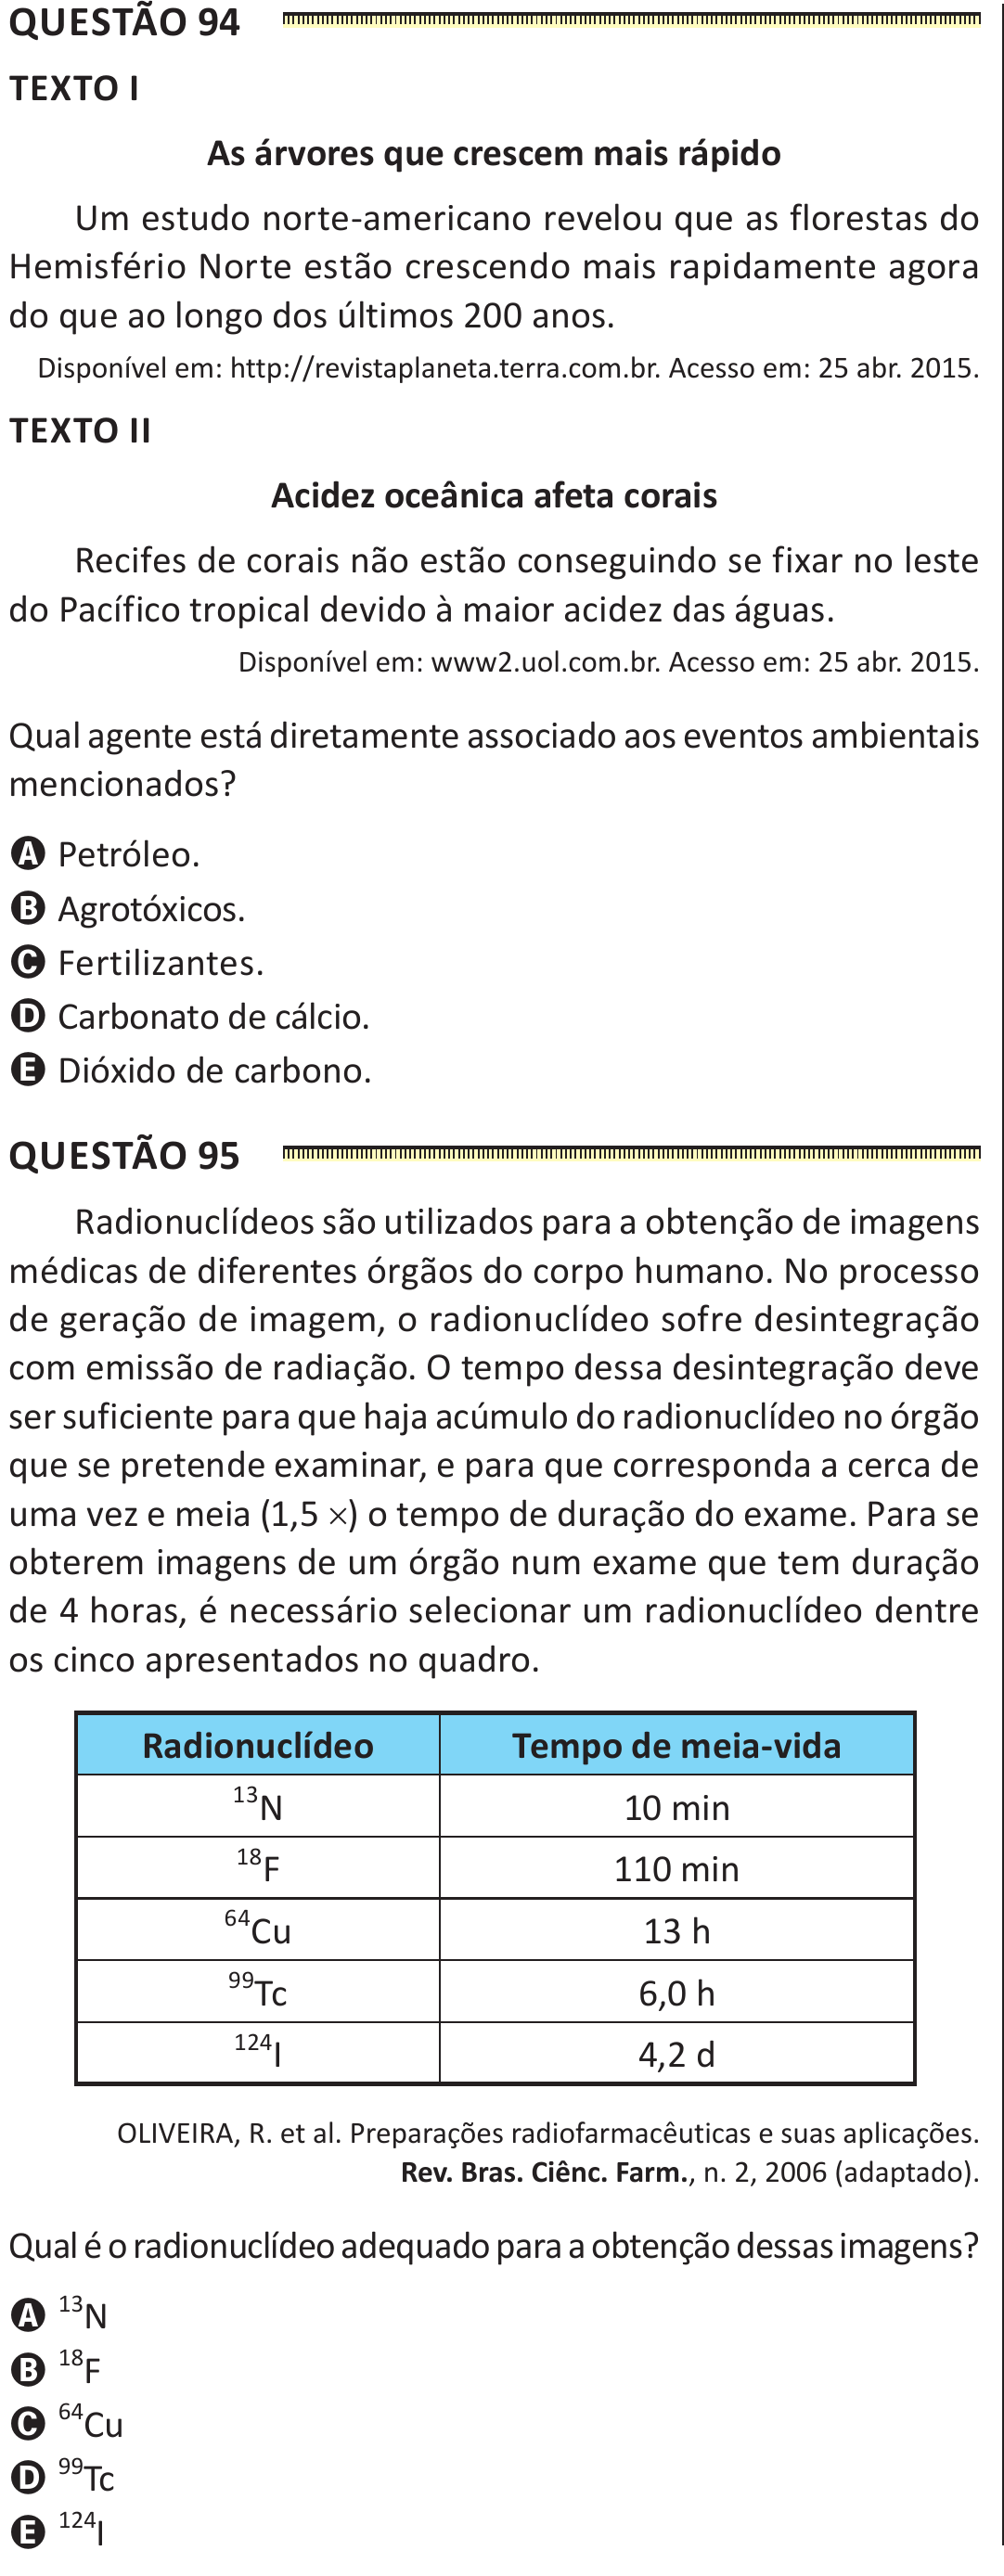 QUESTÃO 94
TEXTO I
As árvores que crescem mais rápido
Um estudo norte-americano revelou que as florestas do
Hemisfério Norte estão crescendo mais rapidamente agora
do que ao longo dos últimos 200 anos.
Disponível em: http://revistaplaneta.terra.com.br. Acesso em: 25 abr. 2015.
TEXTO II
Acidez oceânica afeta corais
Recifes de corais não estão conseguindo se fixar no leste
do Pacífico tropical devido à maior acidez das águas.
Disponível em: www2.uol.com.br. Acesso em: 25 abr. 2015.
Qual agente está diretamente associado aos eventos ambientais
mencionados?
A Petróleo.
B Agrotóxicos.
C Fertilizantes.
D Carbonato de cálcio.
E Dióxido de carbono.
QUESTÃO 95
Radionuclídeos são utilizados para a obtenção de imagens
médicas de diferentes órgãos do corpo humano. No processo
de geração de imagem, o radionuclídeo sofre desintegração
com emissão de radiação. O tempo dessa desintegração deve
ser suficiente para que haja acúmulo do radionuclídeo no órgão
que se pretende examinar, e para que corresponda a cerca de
uma vez e meia (1,5 ×) o tempo de duração do exame. Para se
obterem imagens de um órgão num exame que tem duração
de 4 horas, é necessário selecionar um radionuclídeo dentre
os cinco apresentados no quadro.
Radionuclídeo Tempo de meia-vida
¹³N 10 min
¹⁸F 110 min
⁶⁴Cu 13 h
⁹⁹Tc 6,0 h
¹²⁴I 4,2 d
OLIVEIRA, R. et al. Preparações radiofarmacêuticas e suas aplicações.
Rev. Bras. Ciênc. Farm., n. 2, 2006 (adaptado).
Qual é o radionuclídeo adequado para a obtenção dessas imagens?
A ¹³N
B ¹⁸F
C ⁶⁴Cu
D ⁹⁹Tc
E ¹²⁴I